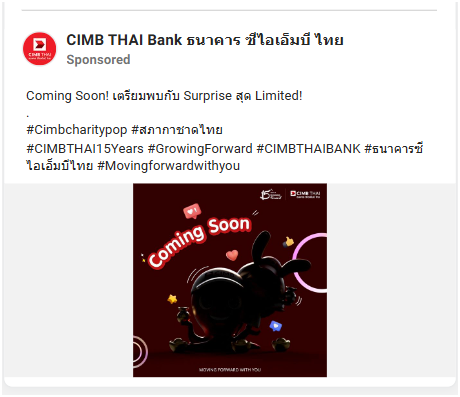 CIMB THAI Bank ธนาคาร ซีไอเอ็มบี ไทย
Sponsored
Coming Soon! เตรียมพบกับ Surprise สุด Limited!
.
#Cimbcharitypop #สภากาชาดไทย
#CIMBTHAI15Years #GrowingForward #CIMBTHAIBANK #ธนาคารซี
ไอเอ็มบีไทย #Movingforwardwithyou
CIMB THAI
Coming Soon
MOVING FORWARD WITH YOU